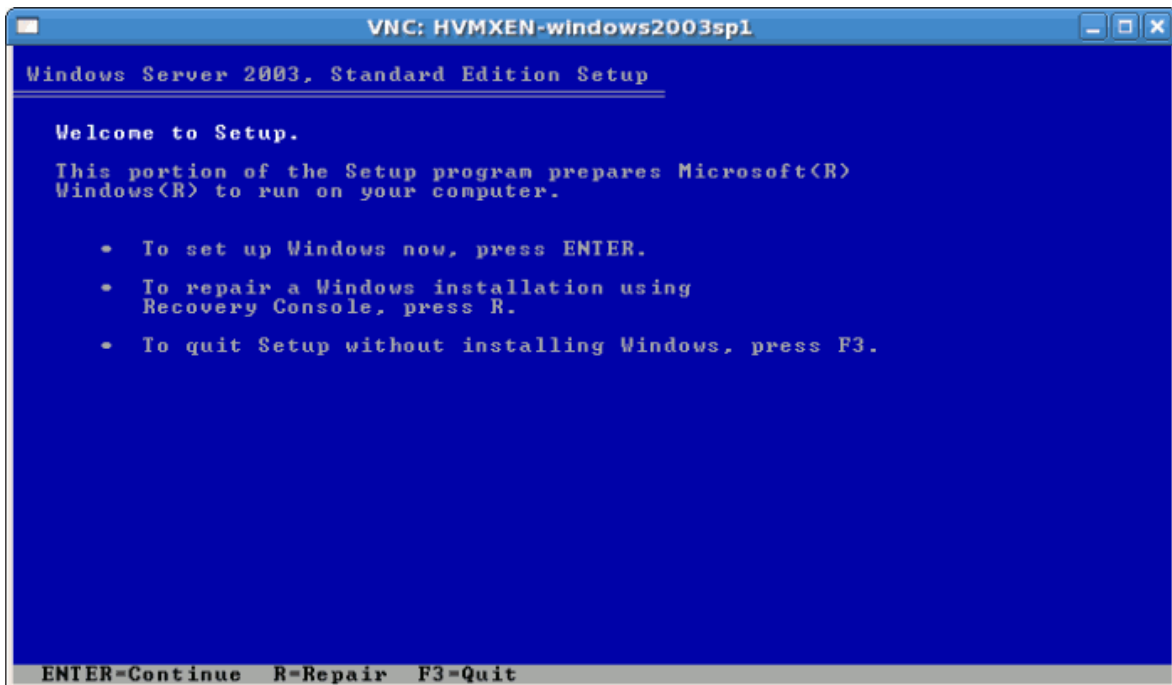 VNC: HVMXEN-windows2003sp1
Windows Server 2003, Standard Edition Setup
Welcome to Setup.
This portion of the Setup program prepares Microsoft(R)
Windows(R) to run on your computer.
• To set up Windows now, press ENTER.
• To repair a Windows installation using
Recovery Console, press R.
• To quit Setup without installing Windows, press F3.
ENTER=Continue R=Repair F3=Quit